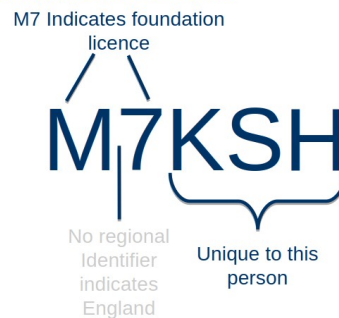 M7 Indicates foundation
licence
M7KSH
No regional
Identifier
indicates
England
Unique to this
person